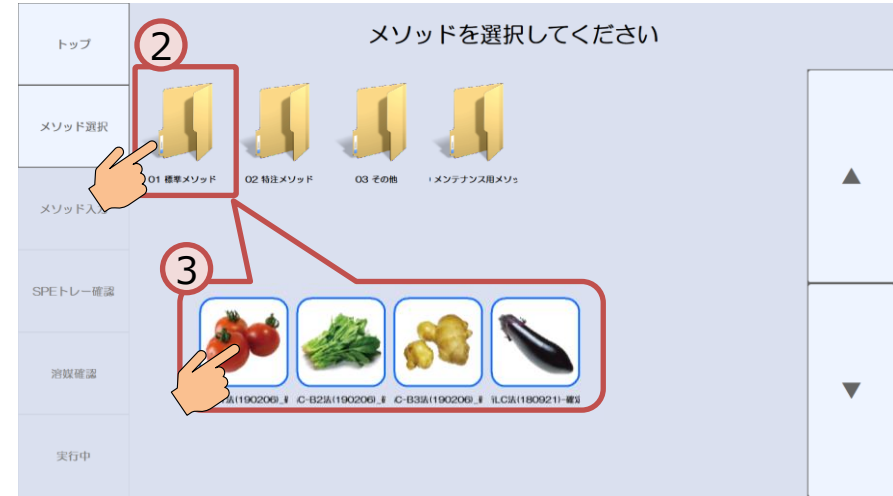 トップ
メソッド選択
メソッド入力
SPEトレー確認
溶媒確認
実行中
メソッドを選択してください
2
01 標準メソッド
02 特注メソッド
03 その他
メンテナンス用メソ
3
法(190206)_
C-B2法(190206)_
C-B3法(190206)_
LC法(180921)-確認
▲
▼